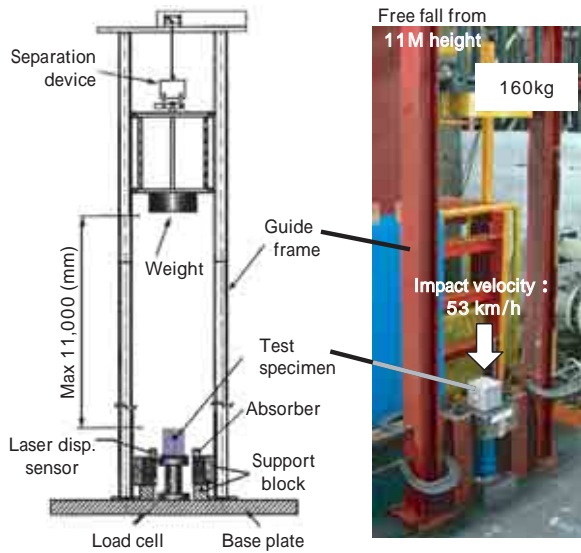 Separation
device
Weight
Max 11,000 (mm)
Guide
frame
Test
specimen
Absorber
Laser disp.
sensor
Support
block
Load cell
Base plate
Free fall from
11M height
160kg
Impact velocity：
53 km/h